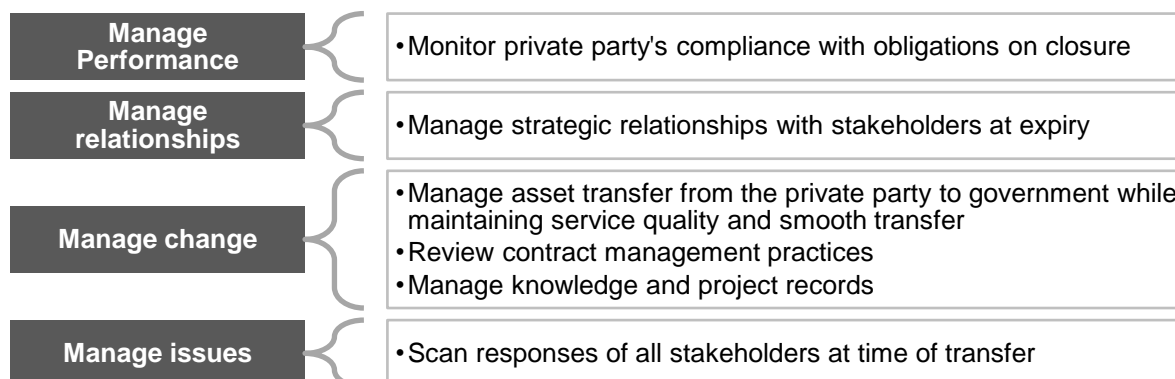 Manage
Performance
•Monitor private party's compliance with obligations on closure
Manage
relationships
•Manage strategic relationships with stakeholders at expiry
Manage change
•Manage asset transfer from the private party to government while
maintaining service quality and smooth transfer
•Review contract management practices
•Manage knowledge and project records
Manage issues
•Scan responses of all stakeholders at time of transfer